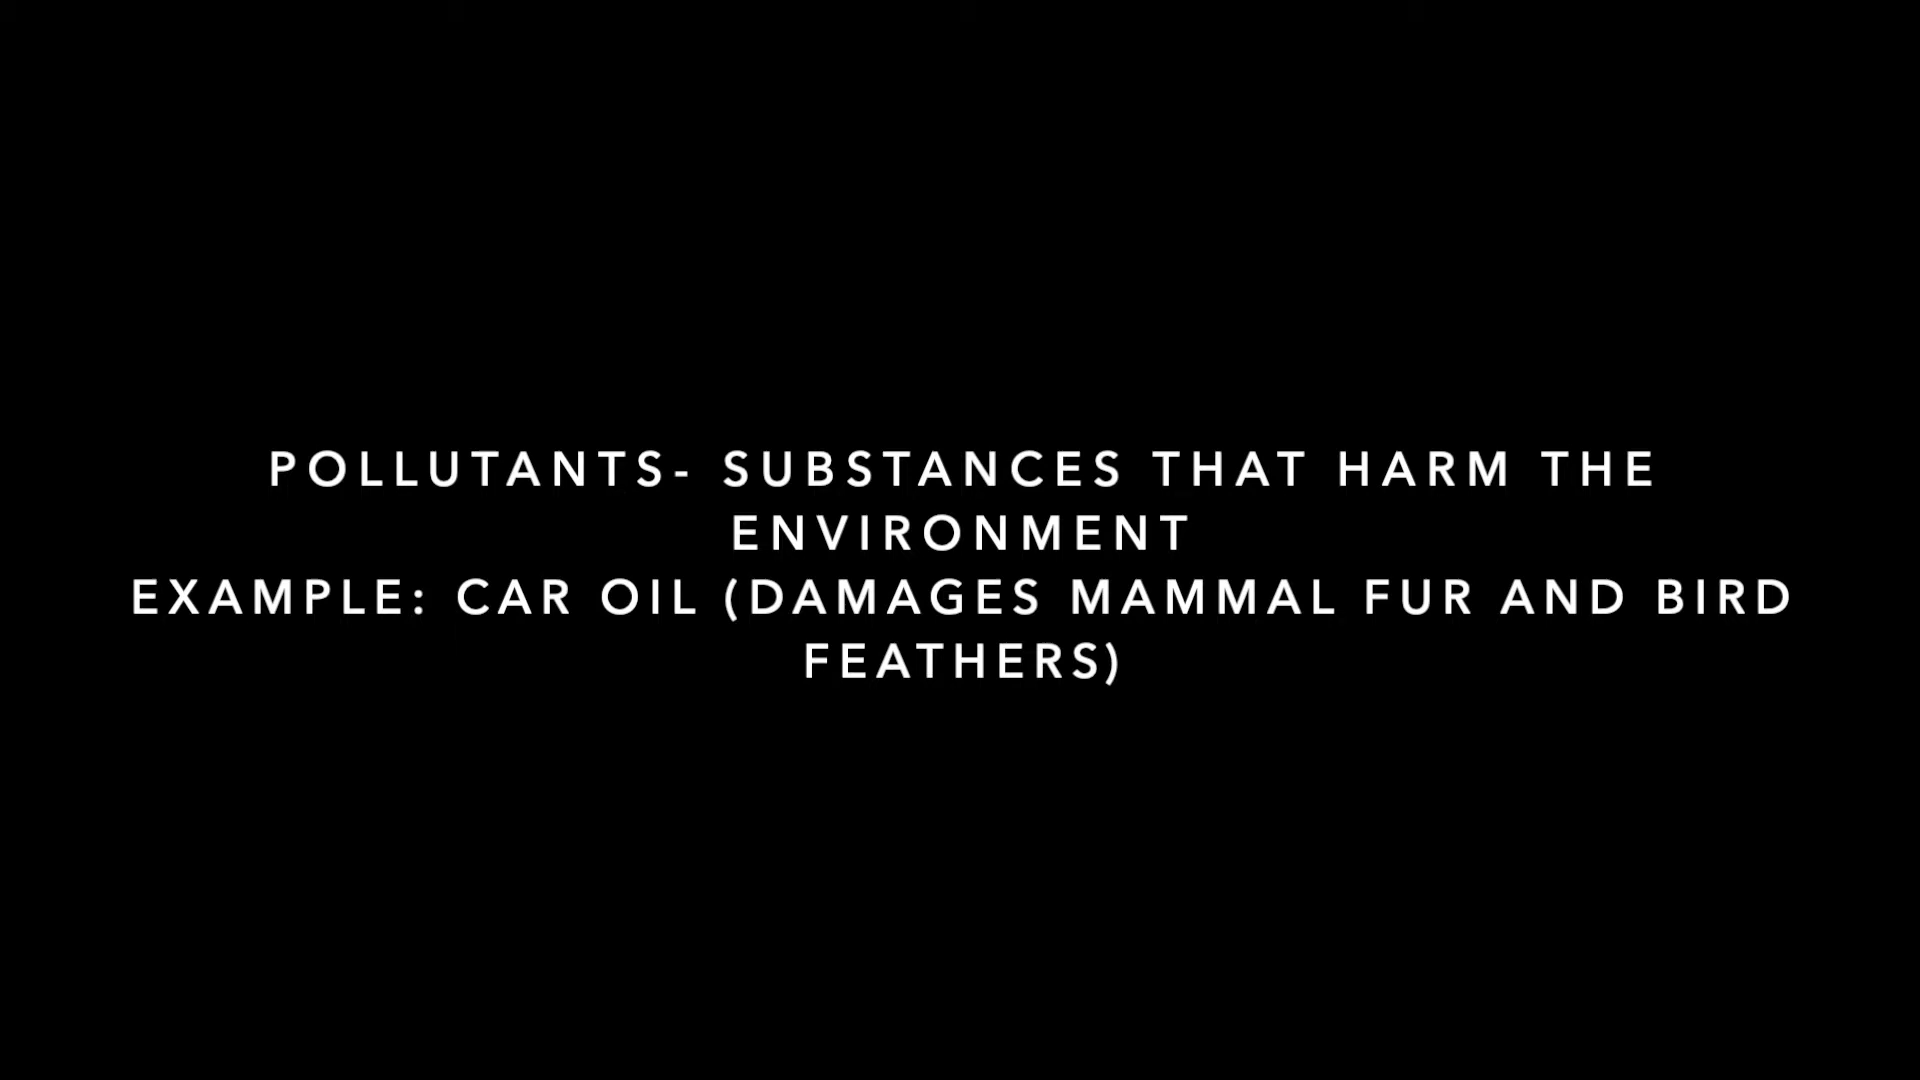 POLLUTANTS- SUBSTANCES THAT HARM THE
ENVIRONMENT
EXAMPLE: CAR OIL (DAMAGES MAMMAL FUR AND BIRD
FEATHERS)